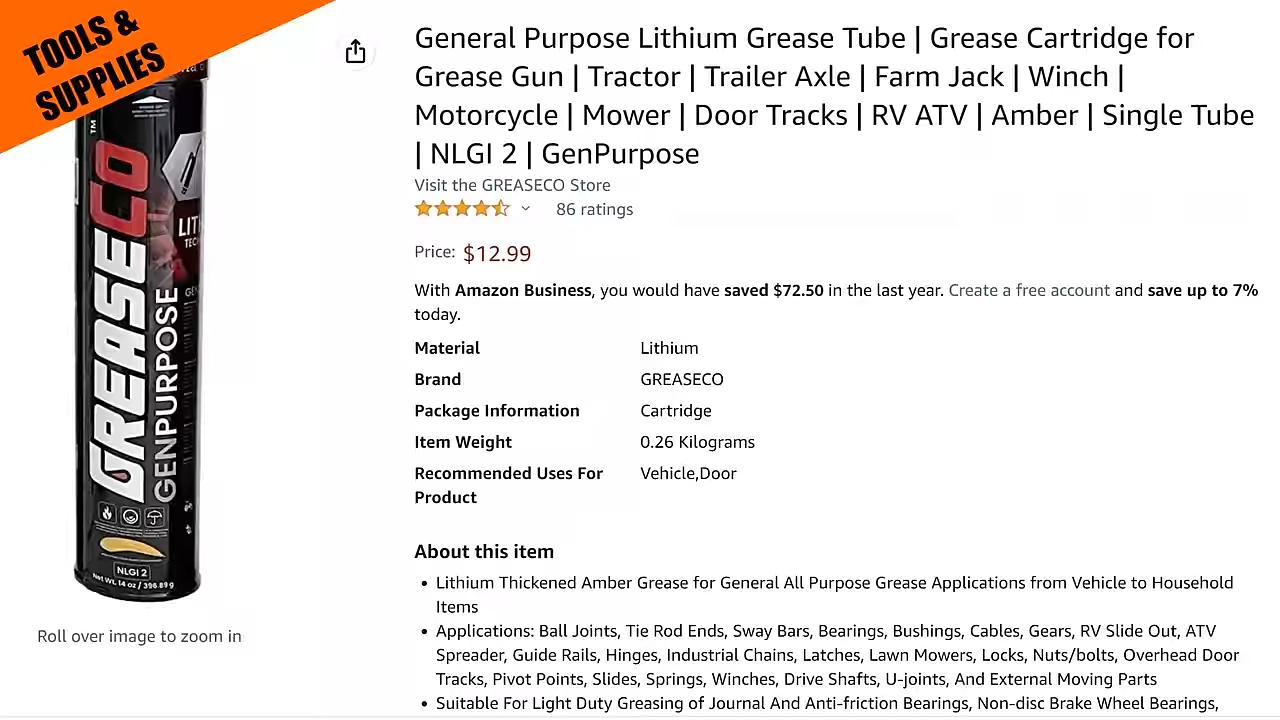 TOOLS &
SUPPLIES
General Purpose Lithium Grease Tube | Grease Cartridge for
Grease Gun | Tractor | Trailer Axle | Farm Jack | Winch |
Motorcycle | Mower | Door Tracks | RV ATV | Amber | Single Tube
| NLGI 2 | GenPurpose
Visit the GREASECO Store
86 ratings
Price: $12.99
With Amazon Business, you would have saved $72.50 in the last year. Create a free account and save up to 7%
today.
Material Lithium
Brand GREASECO
Package Information Cartridge
Item Weight 0.26 Kilograms
Recommended Uses For Vehicle,Door
Product
About this item
• Lithium Thickened Amber Grease for General All Purpose Grease Applications from Vehicle to Household
Items
• Applications: Ball Joints, Tie Rod Ends, Sway Bars, Bearings, Bushings, Cables, Gears, RV Slide Out, ATV
Spreader, Guide Rails, Hinges, Industrial Chains, Latches, Lawn Mowers, Locks, Nuts/bolts, Overhead Door
Tracks, Pivot Points, Slides, Springs, Winches, Drive Shafts, U-joints, And External Moving Parts
• Suitable For Light Duty Greasing of Journal And Anti-friction Bearings, Non-disc Brake Wheel Bearings,
GREASECO
TM
GENPURPOSE
NLGI 2
Net WT. 14 oz / 396.89 g
Roll over image to zoom in